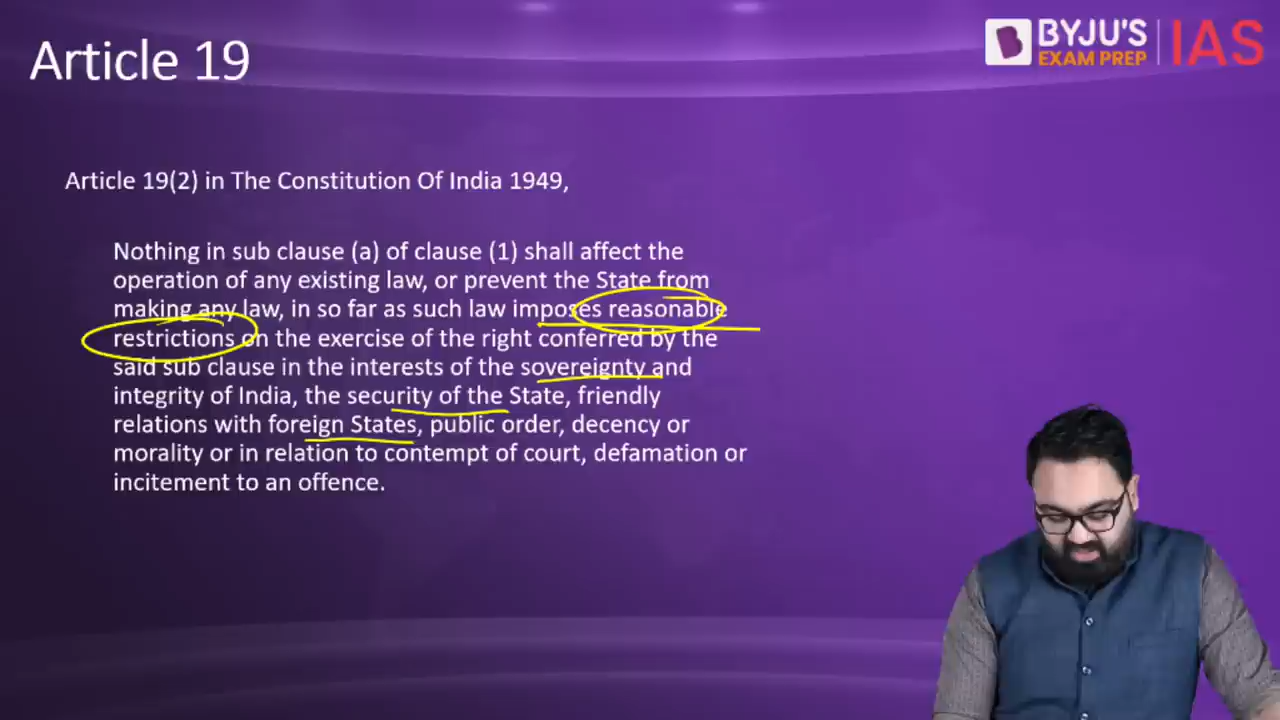 Article 19
BYJU'S
EXAM PREP
IAS
Article 19(2) in The Constitution Of India 1949,
Nothing in sub clause (a) of clause (1) shall affect the
operation of any existing law, or prevent the State from
making any law, in so far as such law imposes reasonable
restrictions on the exercise of the right conferred by the
said sub clause in the interests of the sovereignty and
integrity of India, the security of the State, friendly
relations with foreign States, public order, decency or
morality or in relation to contempt of court, defamation or
incitement to an offence.